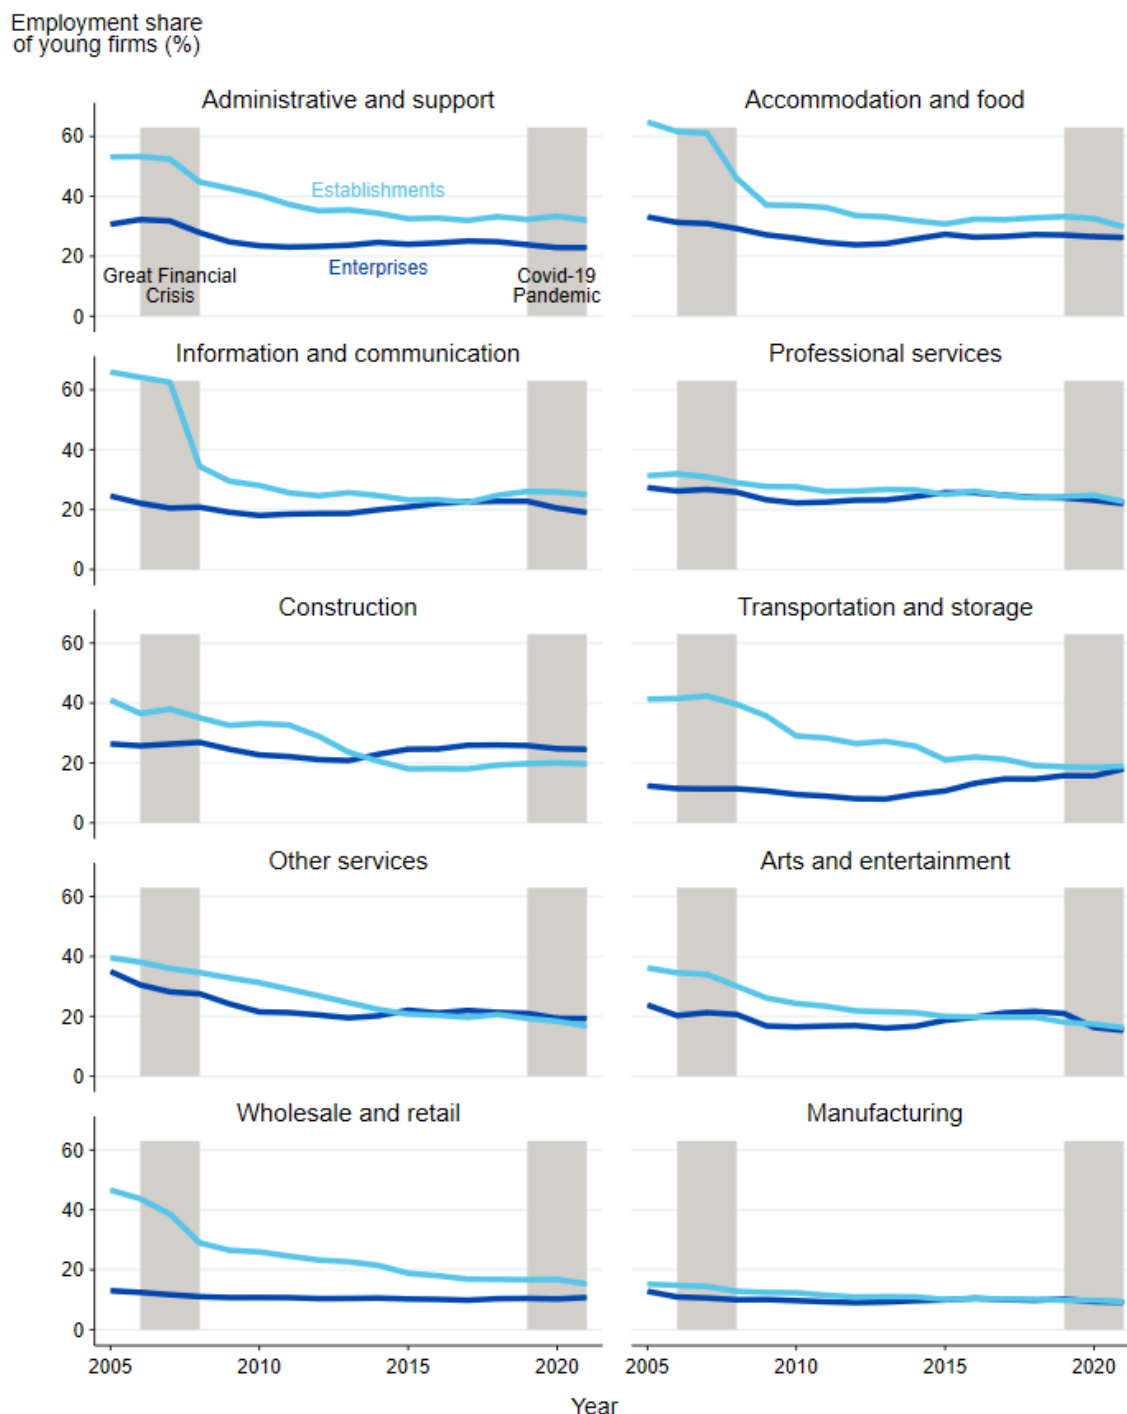 Employment share
of young firms (%)
Administrative and support
Accommodation and food
60
40
20
0
Establishments
Enterprises
Great Financial
Crisis
Covid-19
Pandemic
Information and communication
Professional services
60
40
20
0
Construction
Transportation and storage
60
40
20
0
Other services
Arts and entertainment
60
40
20
0
Wholesale and retail
Manufacturing
60
40
20
0
2005 2010 2015 2020 2005 2010 2015 2020
Year